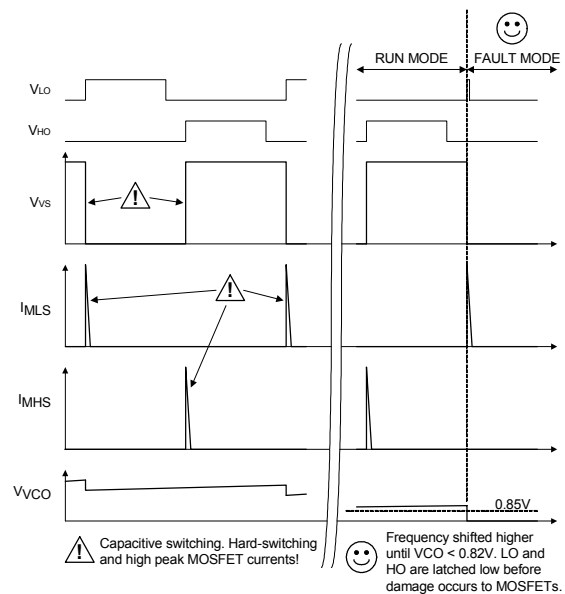 RUN MODE FAULT MODE
VLO
VHO
VVS
!
IMLS
!
IMHS
VVCO
0.85V
! Capacitive switching. Hard-switching
and high peak MOSFET currents!
Frequency shifted higher
until VCO < 0.82V. LO and
HO are latched low before
damage occurs to MOSFETs.